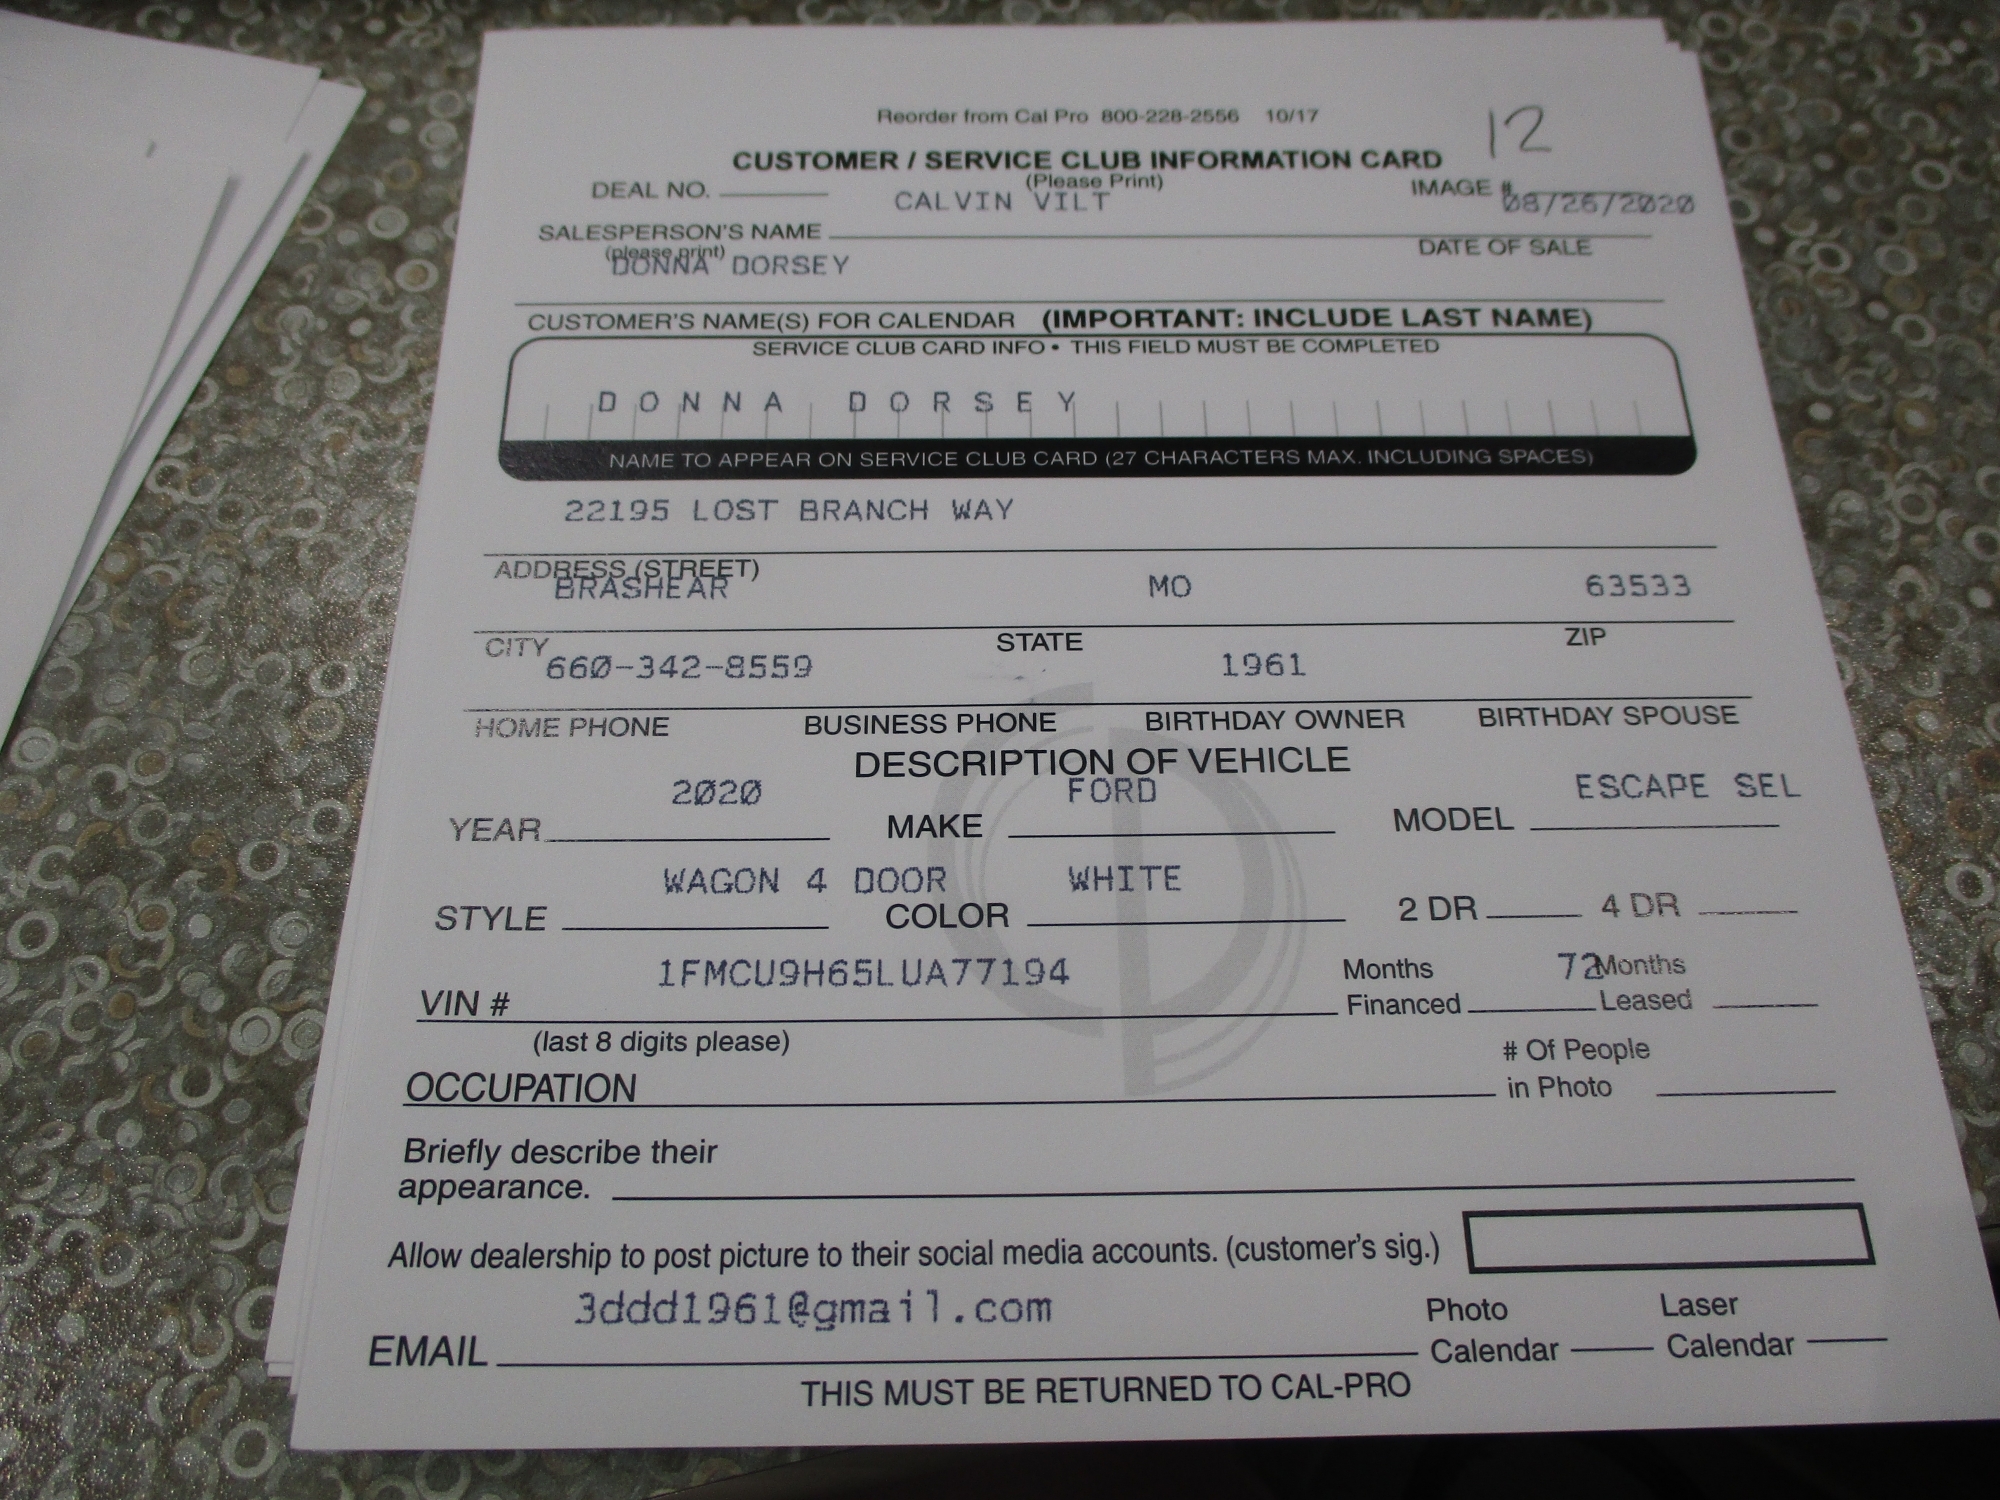 Reorder from Cal Pro 800-228-2556 10/17
12
CUSTOMER / SERVICE CLUB INFORMATION CARD
(Please Print)
DEAL NO. CALVIN VILT IMAGE # 08/26/2020
SALESPERSON'S NAME DATE OF SALE
(please print)
DONNA DORSEY
CUSTOMER'S NAME(S) FOR CALENDAR (IMPORTANT: INCLUDE LAST NAME)
SERVICE CLUB CARD INFO • THIS FIELD MUST BE COMPLETED
DONNA DORSEY
NAME TO APPEAR ON SERVICE CLUB CARD (27 CHARACTERS MAX. INCLUDING SPACES)
22195 LOST BRANCH WAY
ADDRESS (STREET)
BRASHEAR MO 63533
CITY STATE ZIP
660-342-8559 1961
HOME PHONE BUSINESS PHONE BIRTHDAY OWNER BIRTHDAY SPOUSE
DESCRIPTION OF VEHICLE
2020 FORD ESCAPE SEL
YEAR MAKE MODEL
WAGON 4 DOOR WHITE
STYLE COLOR 2 DR 4 DR
1FMCU9H65LUA77194 Months 72 Months
VIN # Financed Leased
(last 8 digits please) # Of People
OCCUPATION in Photo
Briefly describe their
appearance.
Allow dealership to post picture to their social media accounts. (customer's sig.)
3ddd1961@gmail.com Photo Laser
EMAIL Calendar Calendar
THIS MUST BE RETURNED TO CAL-PRO